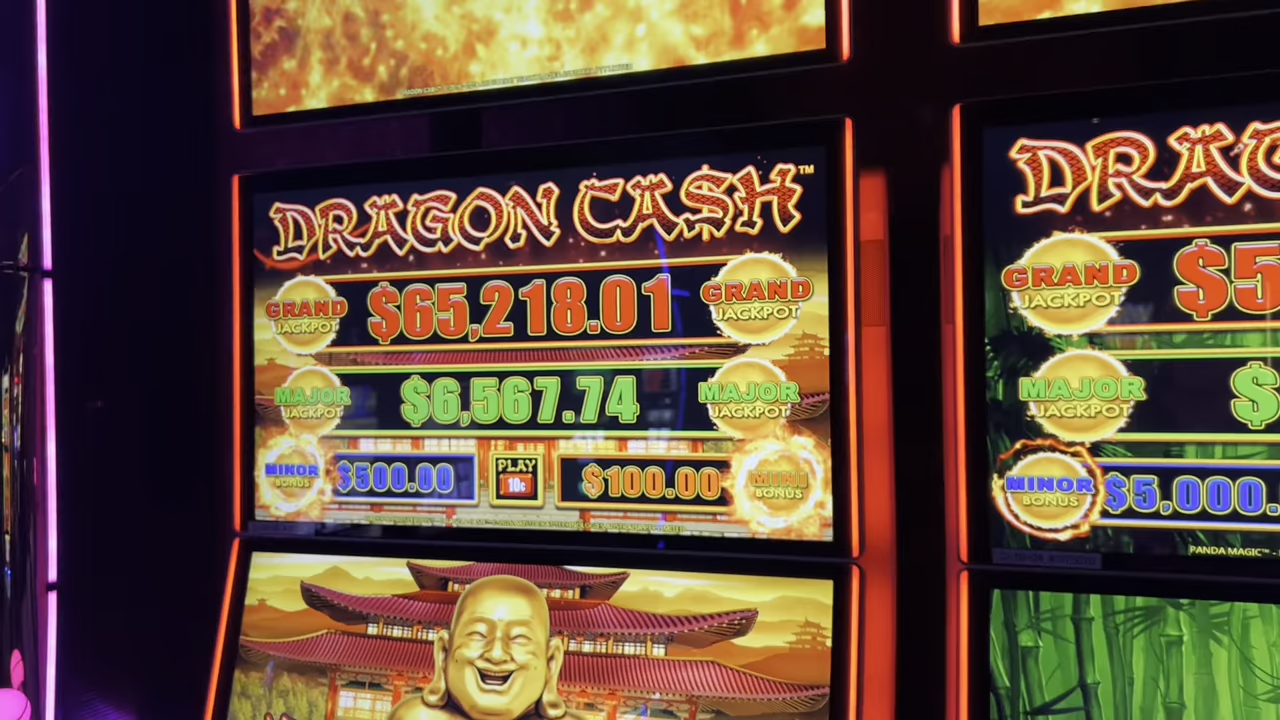 DRAGON CASH™
GRAND JACKPOT
$65,218.01
GRAND JACKPOT
MAJOR JACKPOT
$6,567.74
MAJOR JACKPOT
MINOR BONUS
$500.00
PLAY 10¢
$100.00
MINI BONUS
DRAG
GRAND JACKPOT
$5
MAJOR JACKPOT
$
MINOR BONUS
$5,000.
PANDA MAGIC™